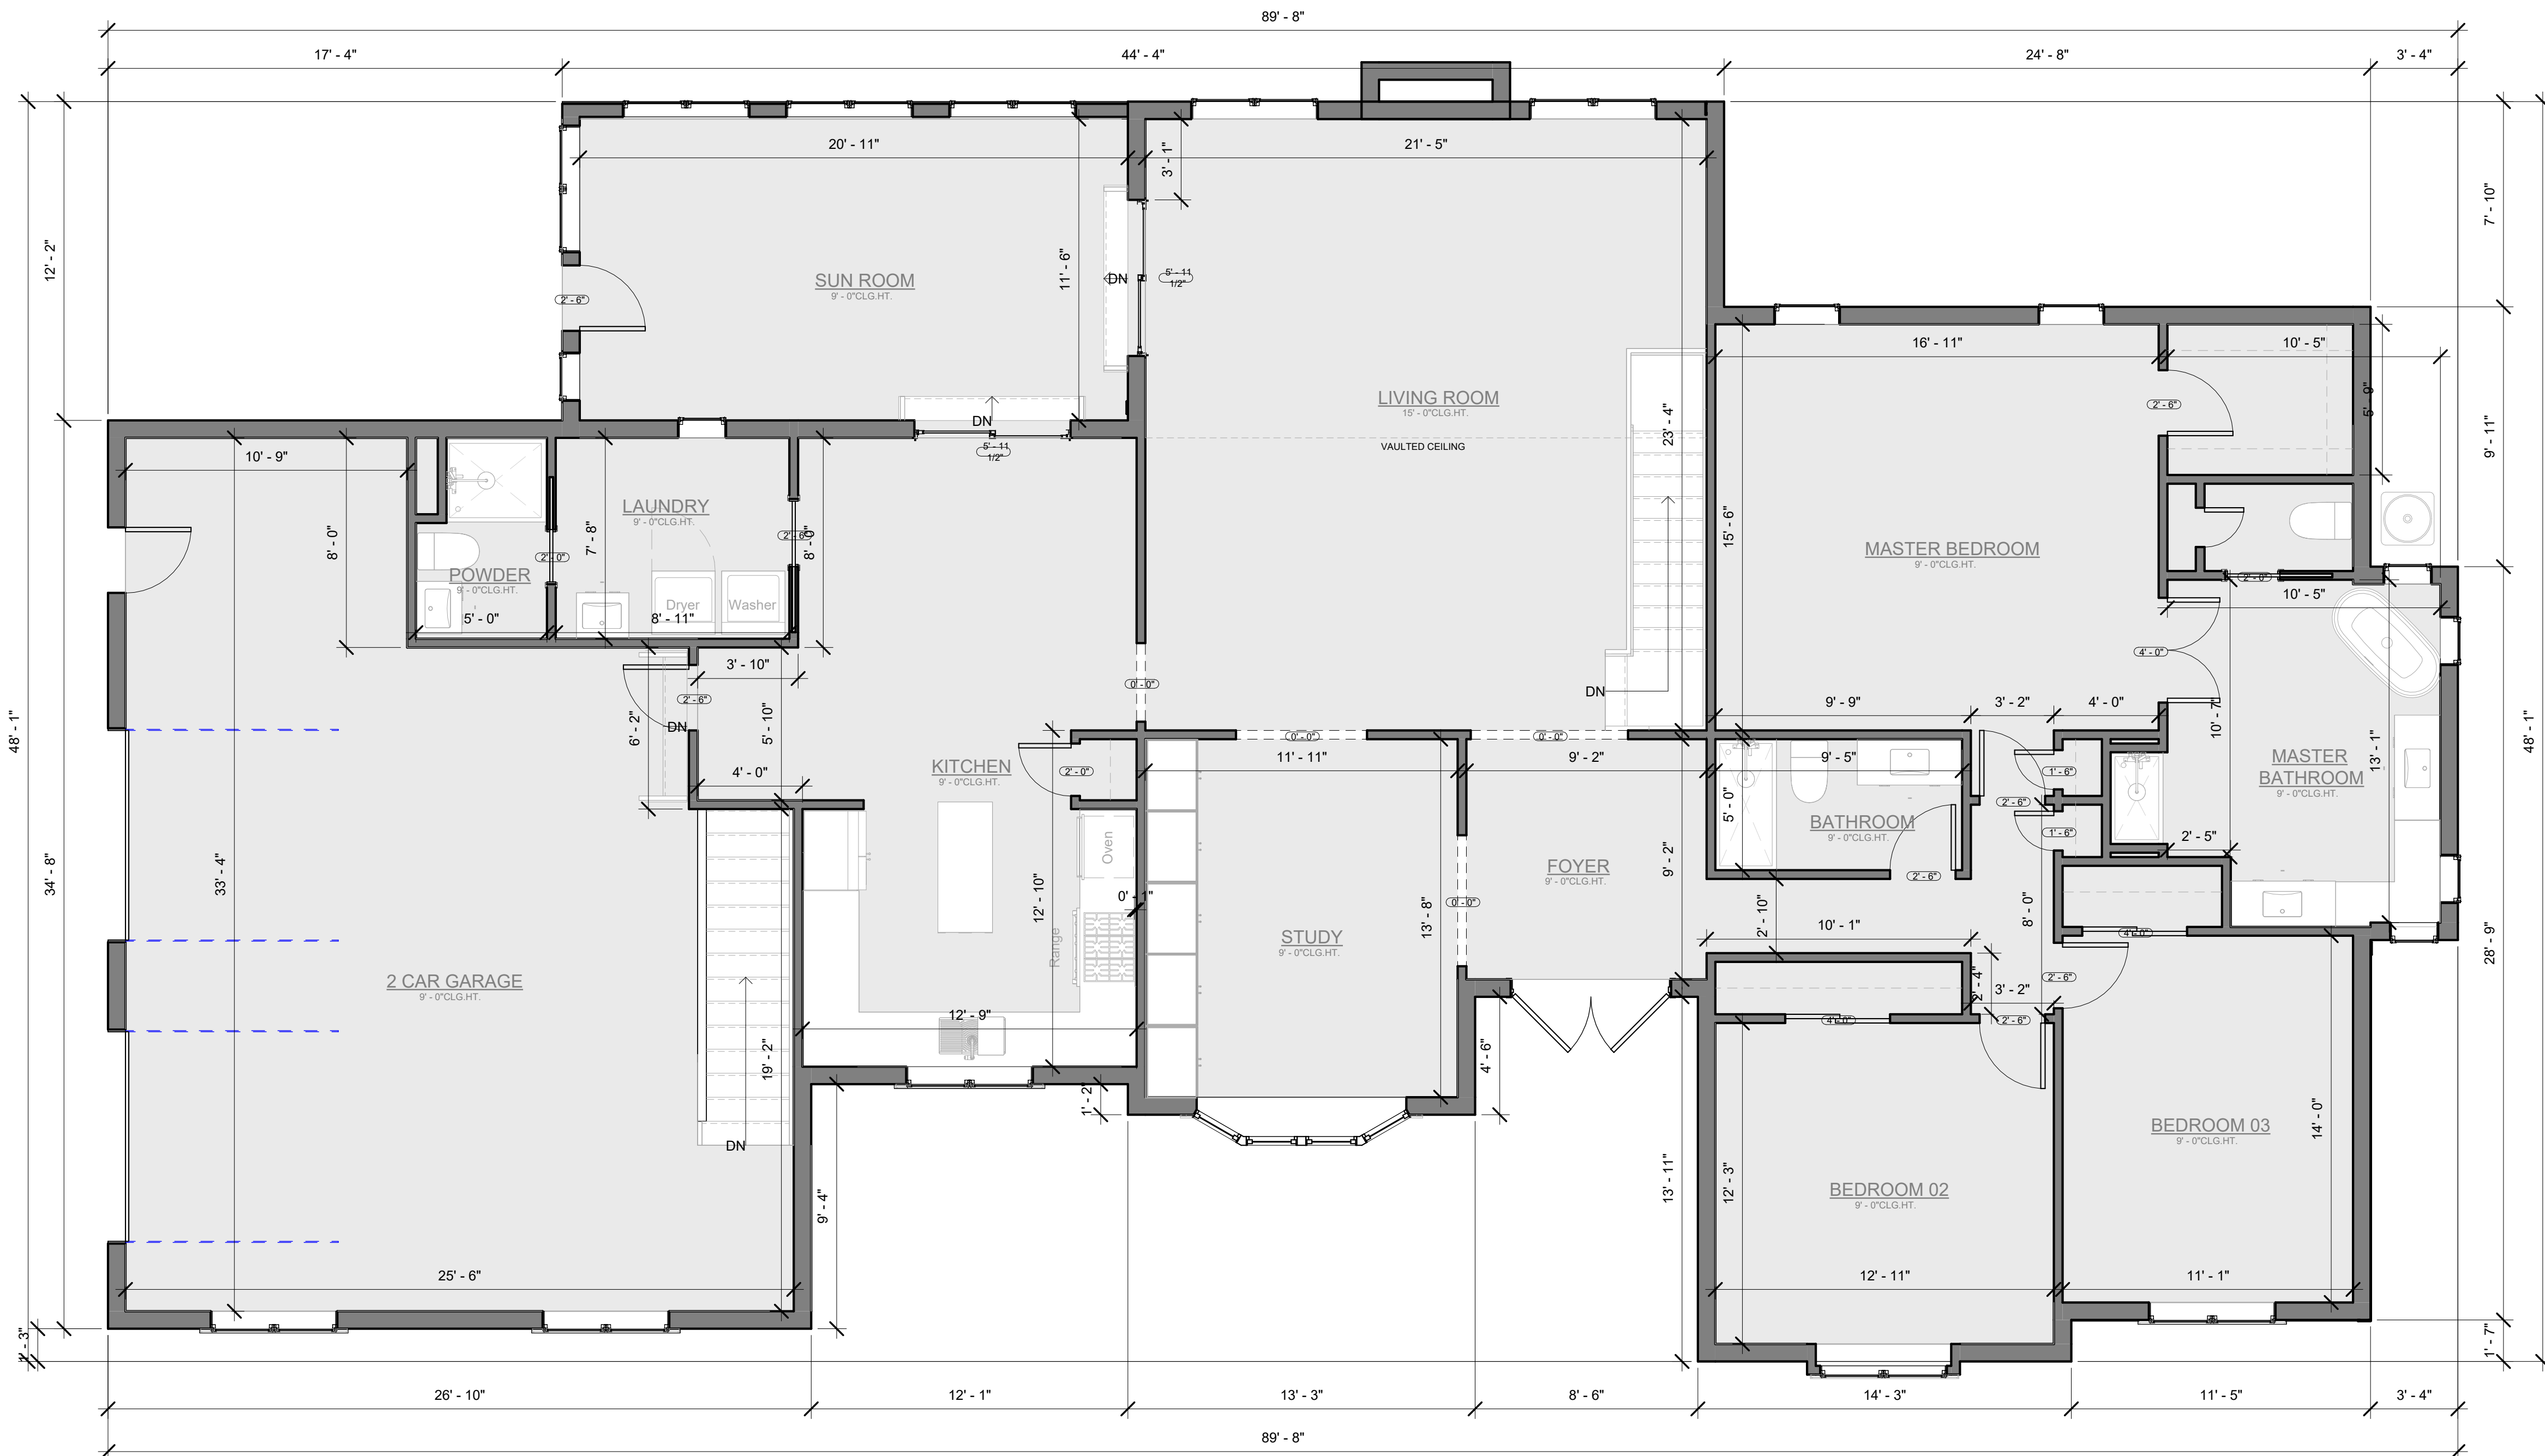 89' - 8"
17' - 4"
44' - 4"
24' - 8"
3' - 4"
20' - 11"
3' - 1"
21' - 5"
7' - 10"
12' - 2"
11' - 6"
SUN ROOM
9' - 0"CLG.HT.
DN
5' - 11
1/2"
2' - 6"
16' - 11"
10' - 5"
5' - 9"
LIVING ROOM
15' - 0"CLG.HT.
VAULTED CEILING
23' - 4"
2' - 6"
DN
5' - 11
1/2"
9' - 11"
10' - 9"
8' - 0"
LAUNDRY
9' - 0"CLG.HT.
7' - 8"
2' - 6"
8' - 0"
15' - 6"
MASTER BEDROOM
9' - 0"CLG.HT.
2' - 0"
POWDER
9' - 0"CLG.HT.
Dryer
Washer
5' - 0"
8' - 11"
2' - 0"
10' - 5"
4' - 0"
3' - 10"
2' - 6"
DN
0' - 0"
DN
6' - 2"
5' - 10"
9' - 9"
3' - 2"
4' - 0"
10' - 7"
13' - 1"
48' - 1"
48' - 1"
0' - 0"
0' - 0"
KITCHEN
9' - 0"CLG.HT.
4' - 0"
2' - 0"
11' - 11"
9' - 2"
9' - 5"
1' - 6"
2' - 6"
MASTER
BATHROOM
9' - 0"CLG.HT.
5' - 0"
BATHROOM
9' - 0"CLG.HT.
1' - 6"
2' - 5"
34' - 8"
33' - 4"
Oven
0' - 1"
12' - 10"
FOYER
9' - 0"CLG.HT.
9' - 2"
2' - 6"
0' - 0"
Range
STUDY
9' - 0"CLG.HT.
13' - 8"
2' - 10"
10' - 1"
8' - 0"
4' - 0"
28' - 9"
2 CAR GARAGE
9' - 0"CLG.HT.
2' - 6"
2' - 4"
3' - 2"
12' - 9"
4' - 0"
2' - 6"
19' - 2"
4' - 6"
1' - 2"
DN
BEDROOM 03
9' - 0"CLG.HT.
14' - 0"
13' - 11"
12' - 3"
BEDROOM 02
9' - 0"CLG.HT.
9' - 4"
25' - 6"
12' - 11"
11' - 1"
1' - 7"
26' - 10"
12' - 1"
13' - 3"
8' - 6"
14' - 3"
11' - 5"
3' - 4"
89' - 8"